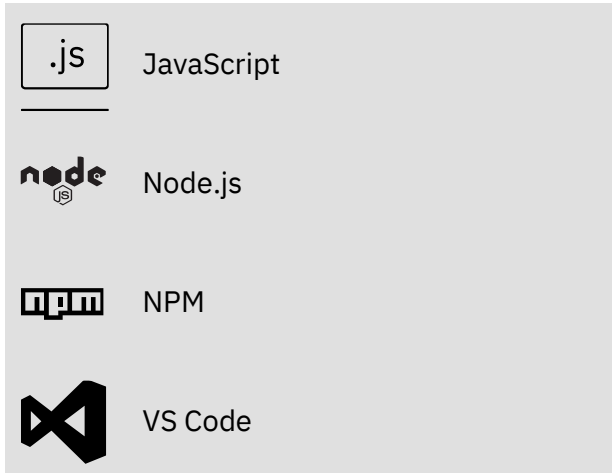 .js JavaScript
node
JS
Node.js
npm NPM
VS Code